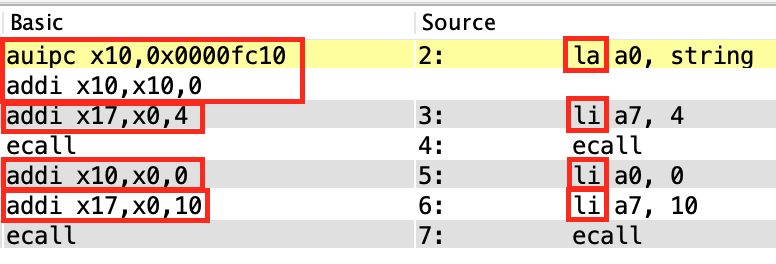 Basic Source
auipc x10,0x0000fc10 2: la a0, string
addi x10,x10,0
addi x17,x0,4 3: li a7, 4
ecall 4: ecall
addi x10,x0,0 5: li a0, 0
addi x17,x0,10 6: li a7, 10
ecall 7: ecall